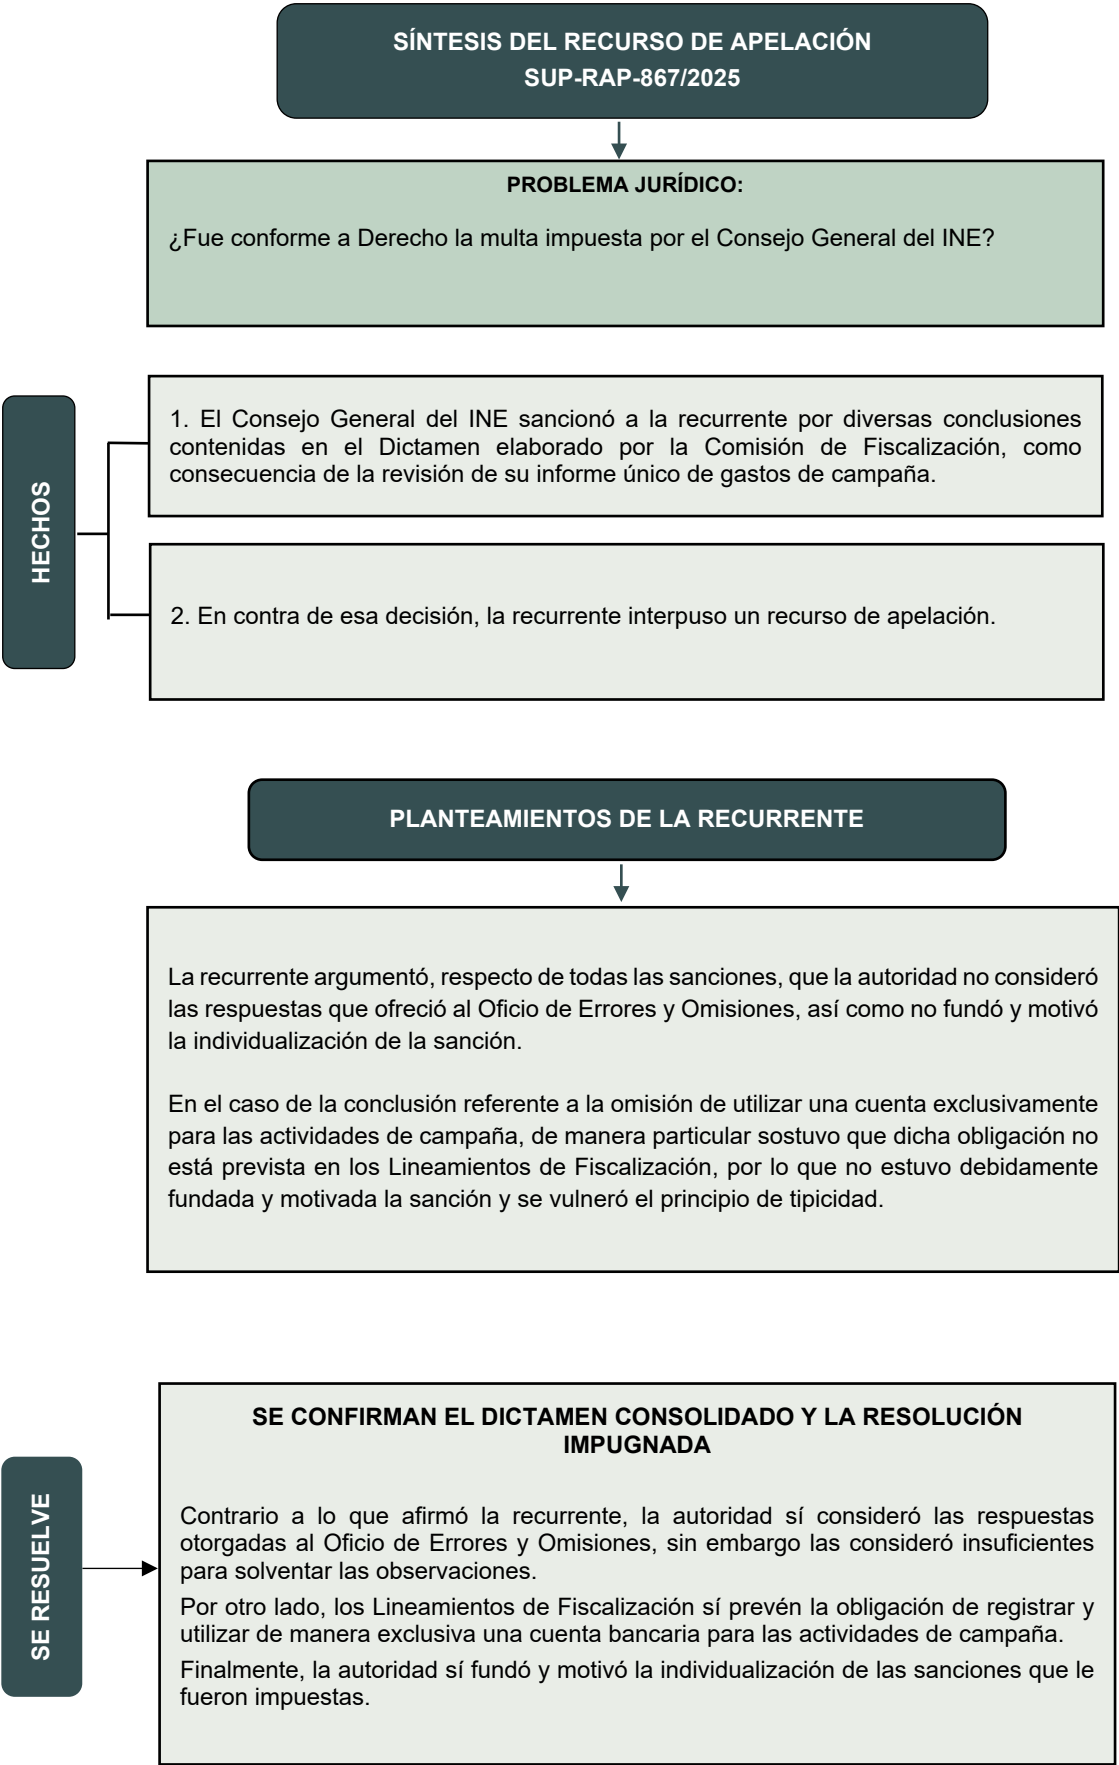 SÍNTESIS DEL RECURSO DE APELACIÓN
SUP-RAP-867/2025
PROBLEMA JURÍDICO:
¿Fue conforme a Derecho la multa impuesta por el Consejo General del INE?
HECHOS
1. El Consejo General del INE sancionó a la recurrente por diversas conclusiones
contenidas en el Dictamen elaborado por la Comisión de Fiscalización, como
consecuencia de la revisión de su informe único de gastos de campaña.
2. En contra de esa decisión, la recurrente interpuso un recurso de apelación.
PLANTEAMIENTOS DE LA RECURRENTE
La recurrente argumentó, respecto de todas las sanciones, que la autoridad no consideró
las respuestas que ofreció al Oficio de Errores y Omisiones, así como no fundó y motivó
la individualización de la sanción.
En el caso de la conclusión referente a la omisión de utilizar una cuenta exclusivamente
para las actividades de campaña, de manera particular sostuvo que dicha obligación no
está prevista en los Lineamientos de Fiscalización, por lo que no estuvo debidamente
fundada y motivada la sanción y se vulneró el principio de tipicidad.
SE RESUELVE
SE CONFIRMAN EL DICTAMEN CONSOLIDADO Y LA RESOLUCIÓN
IMPUGNADA
Contrario a lo que afirmó la recurrente, la autoridad sí consideró las respuestas
otorgadas al Oficio de Errores y Omisiones, sin embargo las consideró insuficientes
para solventar las observaciones.
Por otro lado, los Lineamientos de Fiscalización sí prevén la obligación de registrar y
utilizar de manera exclusiva una cuenta bancaria para las actividades de campaña.
Finalmente, la autoridad sí fundó y motivó la individualización de las sanciones que le
fueron impuestas.